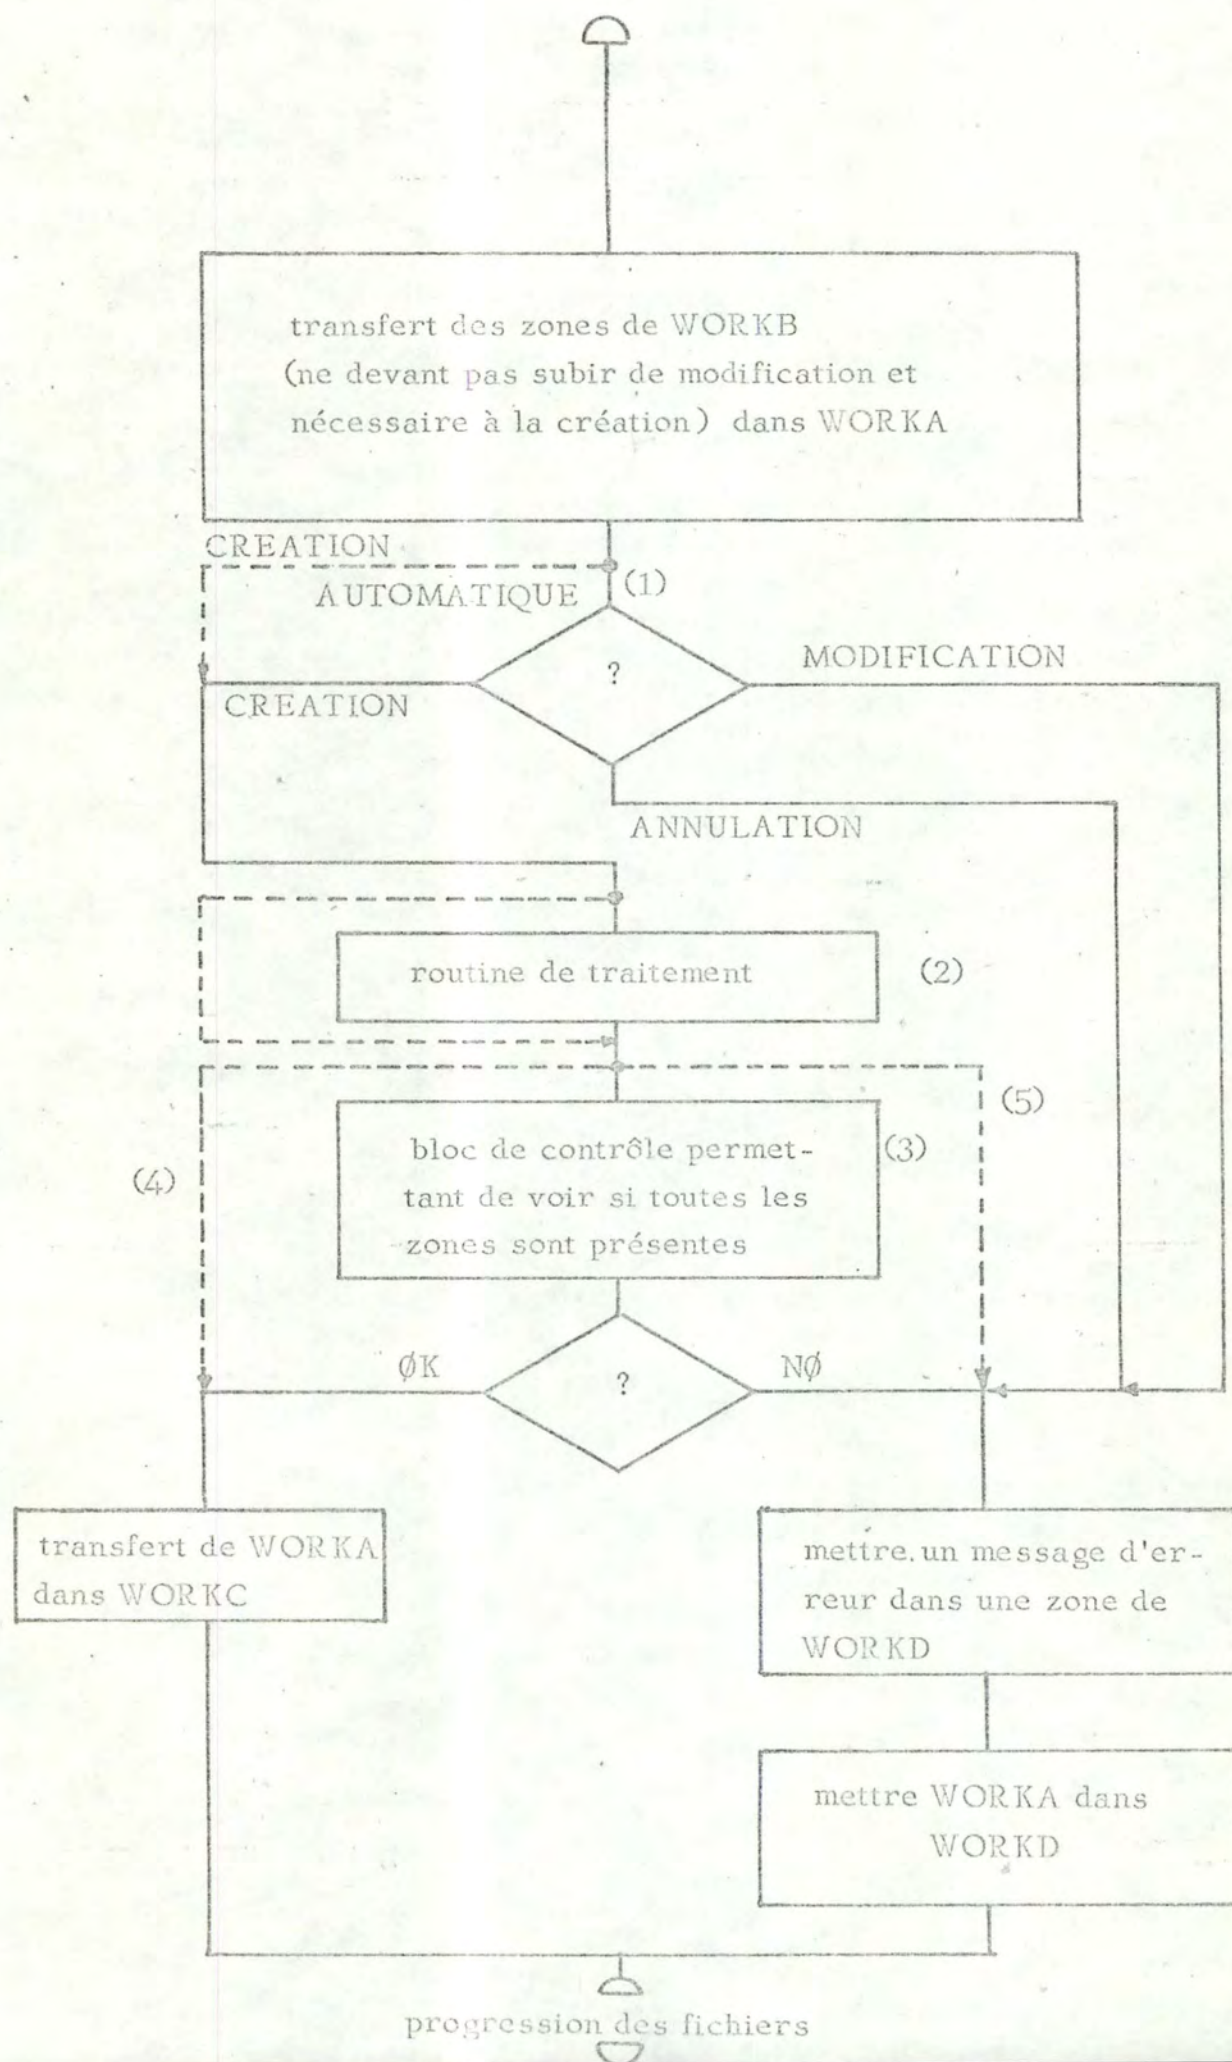 transfert des zones de WORKB
(ne devant pas subir de modification et
nécessaire à la création) dans WORKA
CREATION
AUTOMATIQUE
(1)
?
MODIFICATION
CREATION
ANNULATION
routine de traitement
(2)
(5)
bloc de contrôle permet-
tant de voir si toutes les
zones sont présentes
(3)
(4)
ØK
?
NØ
transfert de WORKA
dans WORKC
mettre un message d'er-
reur dans une zone de
WORKD
mettre WORKA dans
WORKD
progression des fichiers